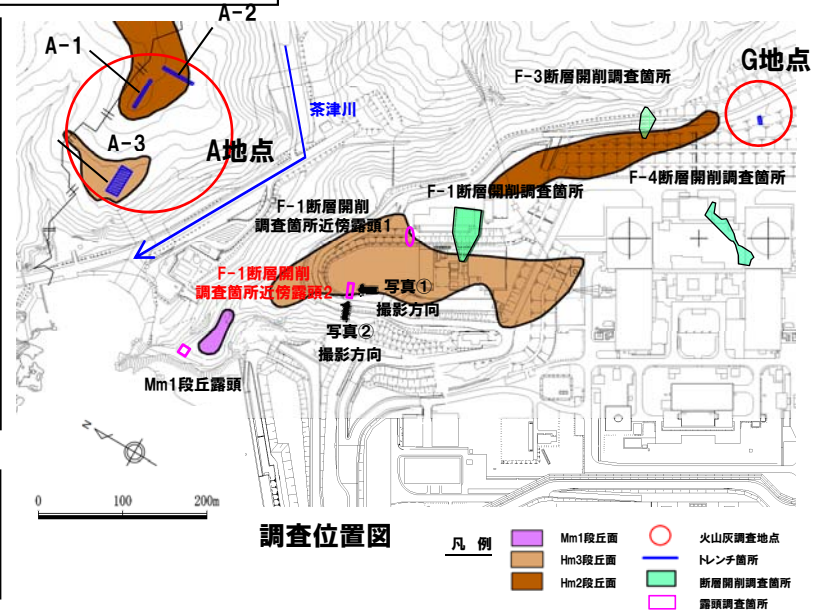 A-1
A-2
A-3
A地点
茶津川
G地点
F-3断層開削調査箇所
F-4断層開削調査箇所
F-1断層開削調査箇所
F-1断層開削
調査箇所近傍露頭1
F-1断層開削
調査箇所近傍露頭2
写真①
撮影方向
写真②
撮影方向
Mm1段丘露頭
N
0 100 200m
調査位置図
凡 例
Mm1段丘面
Hm3段丘面
Hm2段丘面
火山灰調査地点
トレンチ箇所
断層開削調査箇所
露頭調査箇所